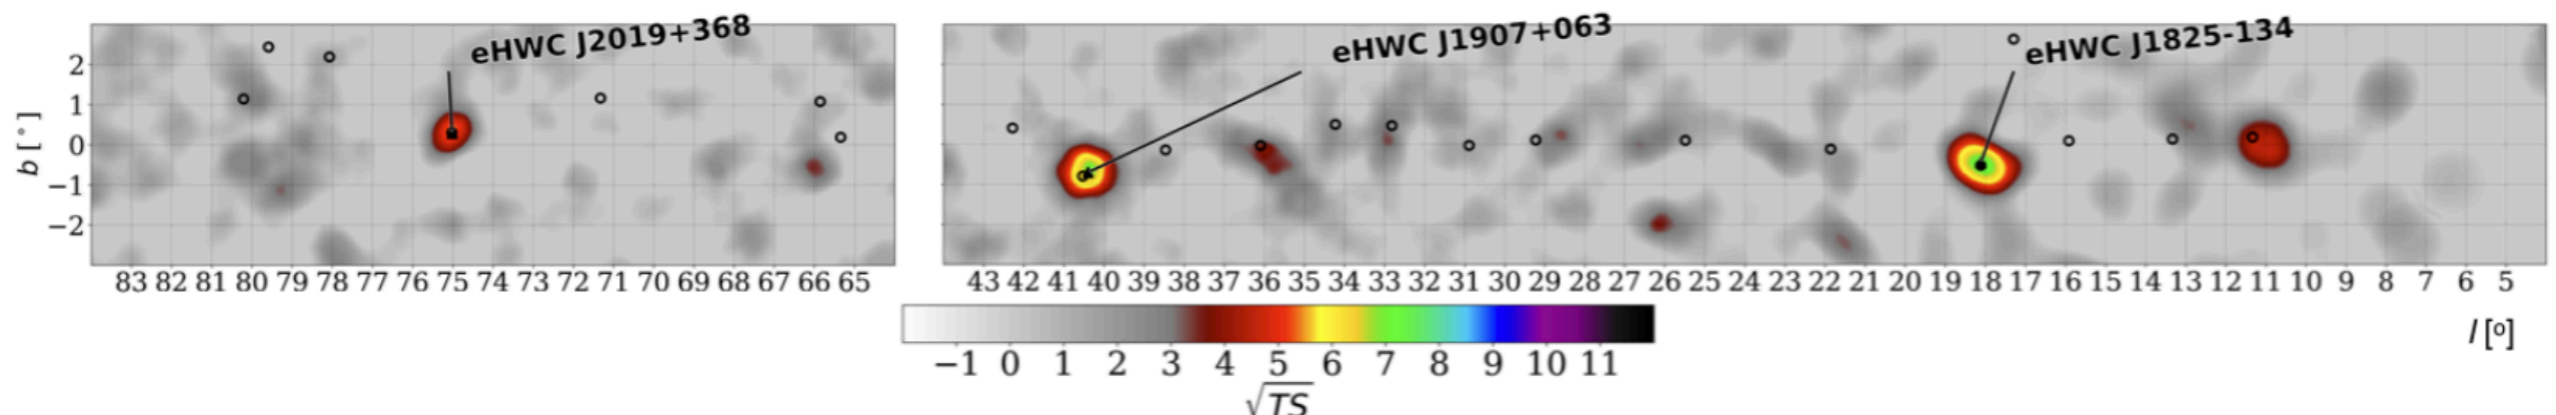 eHWC J2019+368
eHWC J1907+063
eHWC J1825-134
b [°]
2
1
0
−1
−2
83 82 81 80 79 78 77 76 75 74 73 72 71 70 69 68 67 66 65
43 42 41 40 39 38 37 36 35 34 33 32 31 30 29 28 27 26 25 24 23 22 21 20 19 18 17 16 15 14 13 12 11 10 9 8 7 6 5
−1 0 1 2 3 4 5 6 7 8 9 10 11
√TS
l [º]